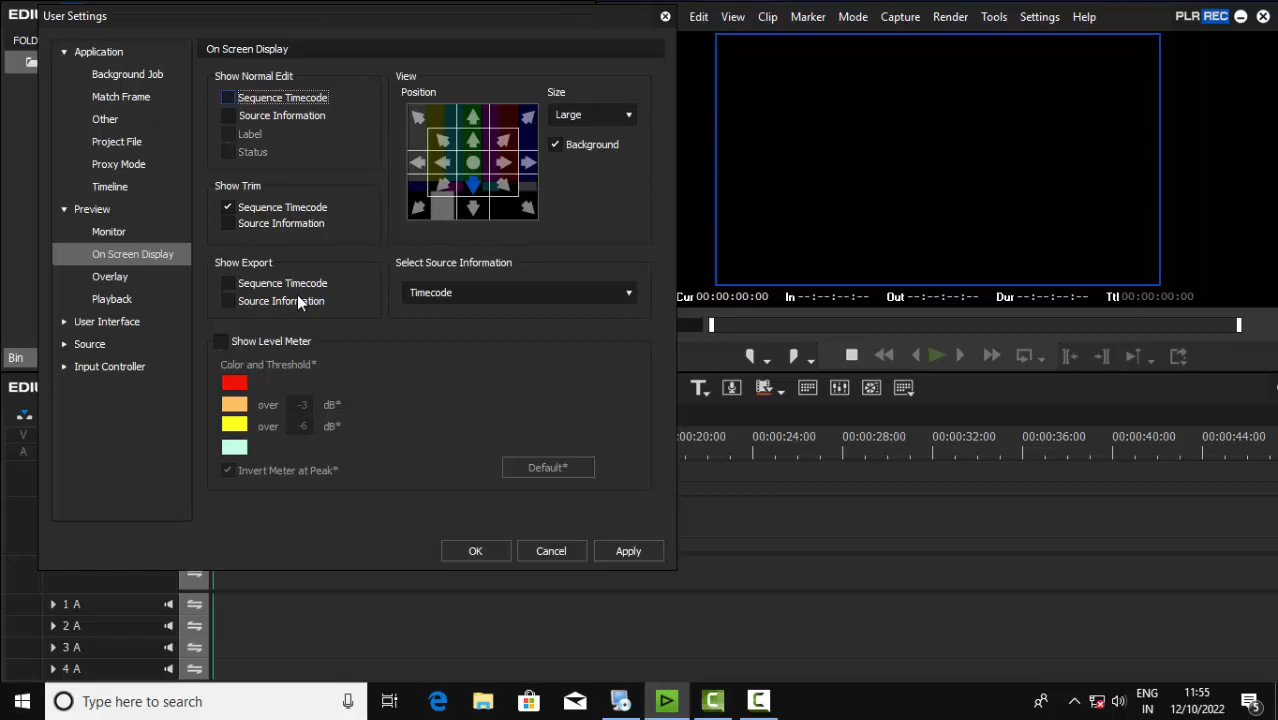 EDIU
User Settings
Edit View Clip Marker Mode Capture Render Tools Settings Help
PLR REC
FOLD
Application
Background Job
Match Frame
Other
Project File
Proxy Mode
Timeline
Preview
Monitor
On Screen Display
Overlay
Playback
User Interface
Source
Input Controller
On Screen Display
Show Normal Edit
Sequence Timecode
Source Information
Label
Status
Show Trim
Sequence Timecode
Source Information
Show Export
Sequence Timecode
Source Information
View
Position
Size
Large
Background
Select Source Information
Timecode
Show Level Meter
Color and Threshold*
over -3 dB*
over -6 dB*
Invert Meter at Peak*
Default*
OK Cancel Apply
Cur 00:00:00:00 In --:--:--:-- Out --:--:--:-- Dur --:--:--:-- Ttl 00:00:00:00
Bin
EDIU
T
V
A
:00:20:00 00:00:24:00 00:00:28:00 00:00:32:00 00:00:36:00 00:00:40:00 00:00:44:00
1 A
2 A
3 A
4 A
Type here to search
ENG
IN
11:55
12/10/2022
5